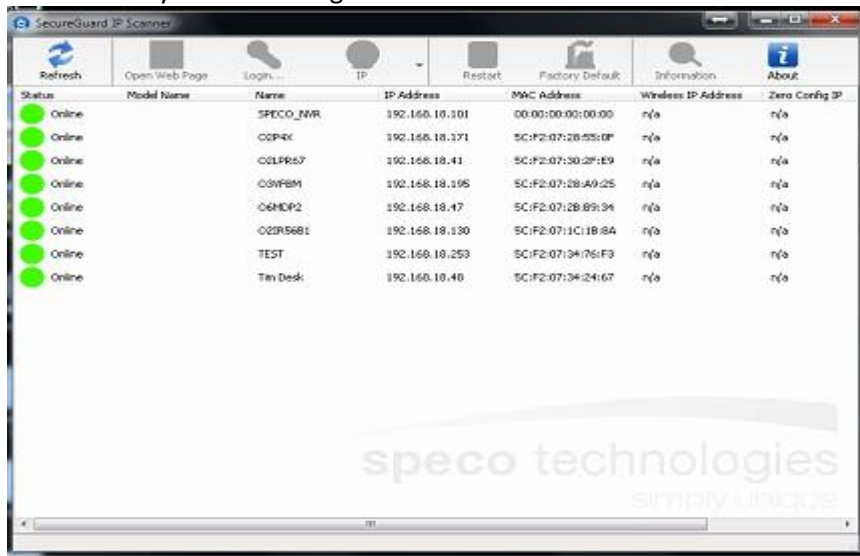 SecureGuard IP Scanner
Refresh Open Web Page Login... IP Restart Factory Default Information About
Status Model Name Name IP Address MAC Address Wireless IP Address Zero Config IP
Online SPECO_NVR 192.168.18.101 00:00:00:00:00:00 n/a n/a
Online O2P4X 192.168.18.171 5C:F2:07:28:55:0F n/a n/a
Online O2LPR67 192.168.18.41 5C:F2:07:30:2F:E9 n/a n/a
Online O3VFBM 192.168.18.195 5C:F2:07:28:A9:25 n/a n/a
Online O6MDP2 192.168.18.47 5C:F2:07:2B:B9:34 n/a n/a
Online O2IR56B1 192.168.18.130 5C:F2:07:1C:1B:8A n/a n/a
Online TEST 192.168.18.253 5C:F2:07:34:76:F3 n/a n/a
Online Tim Desk 192.168.18.48 5C:F2:07:34:24:67 n/a n/a
speco technologies
simply unique